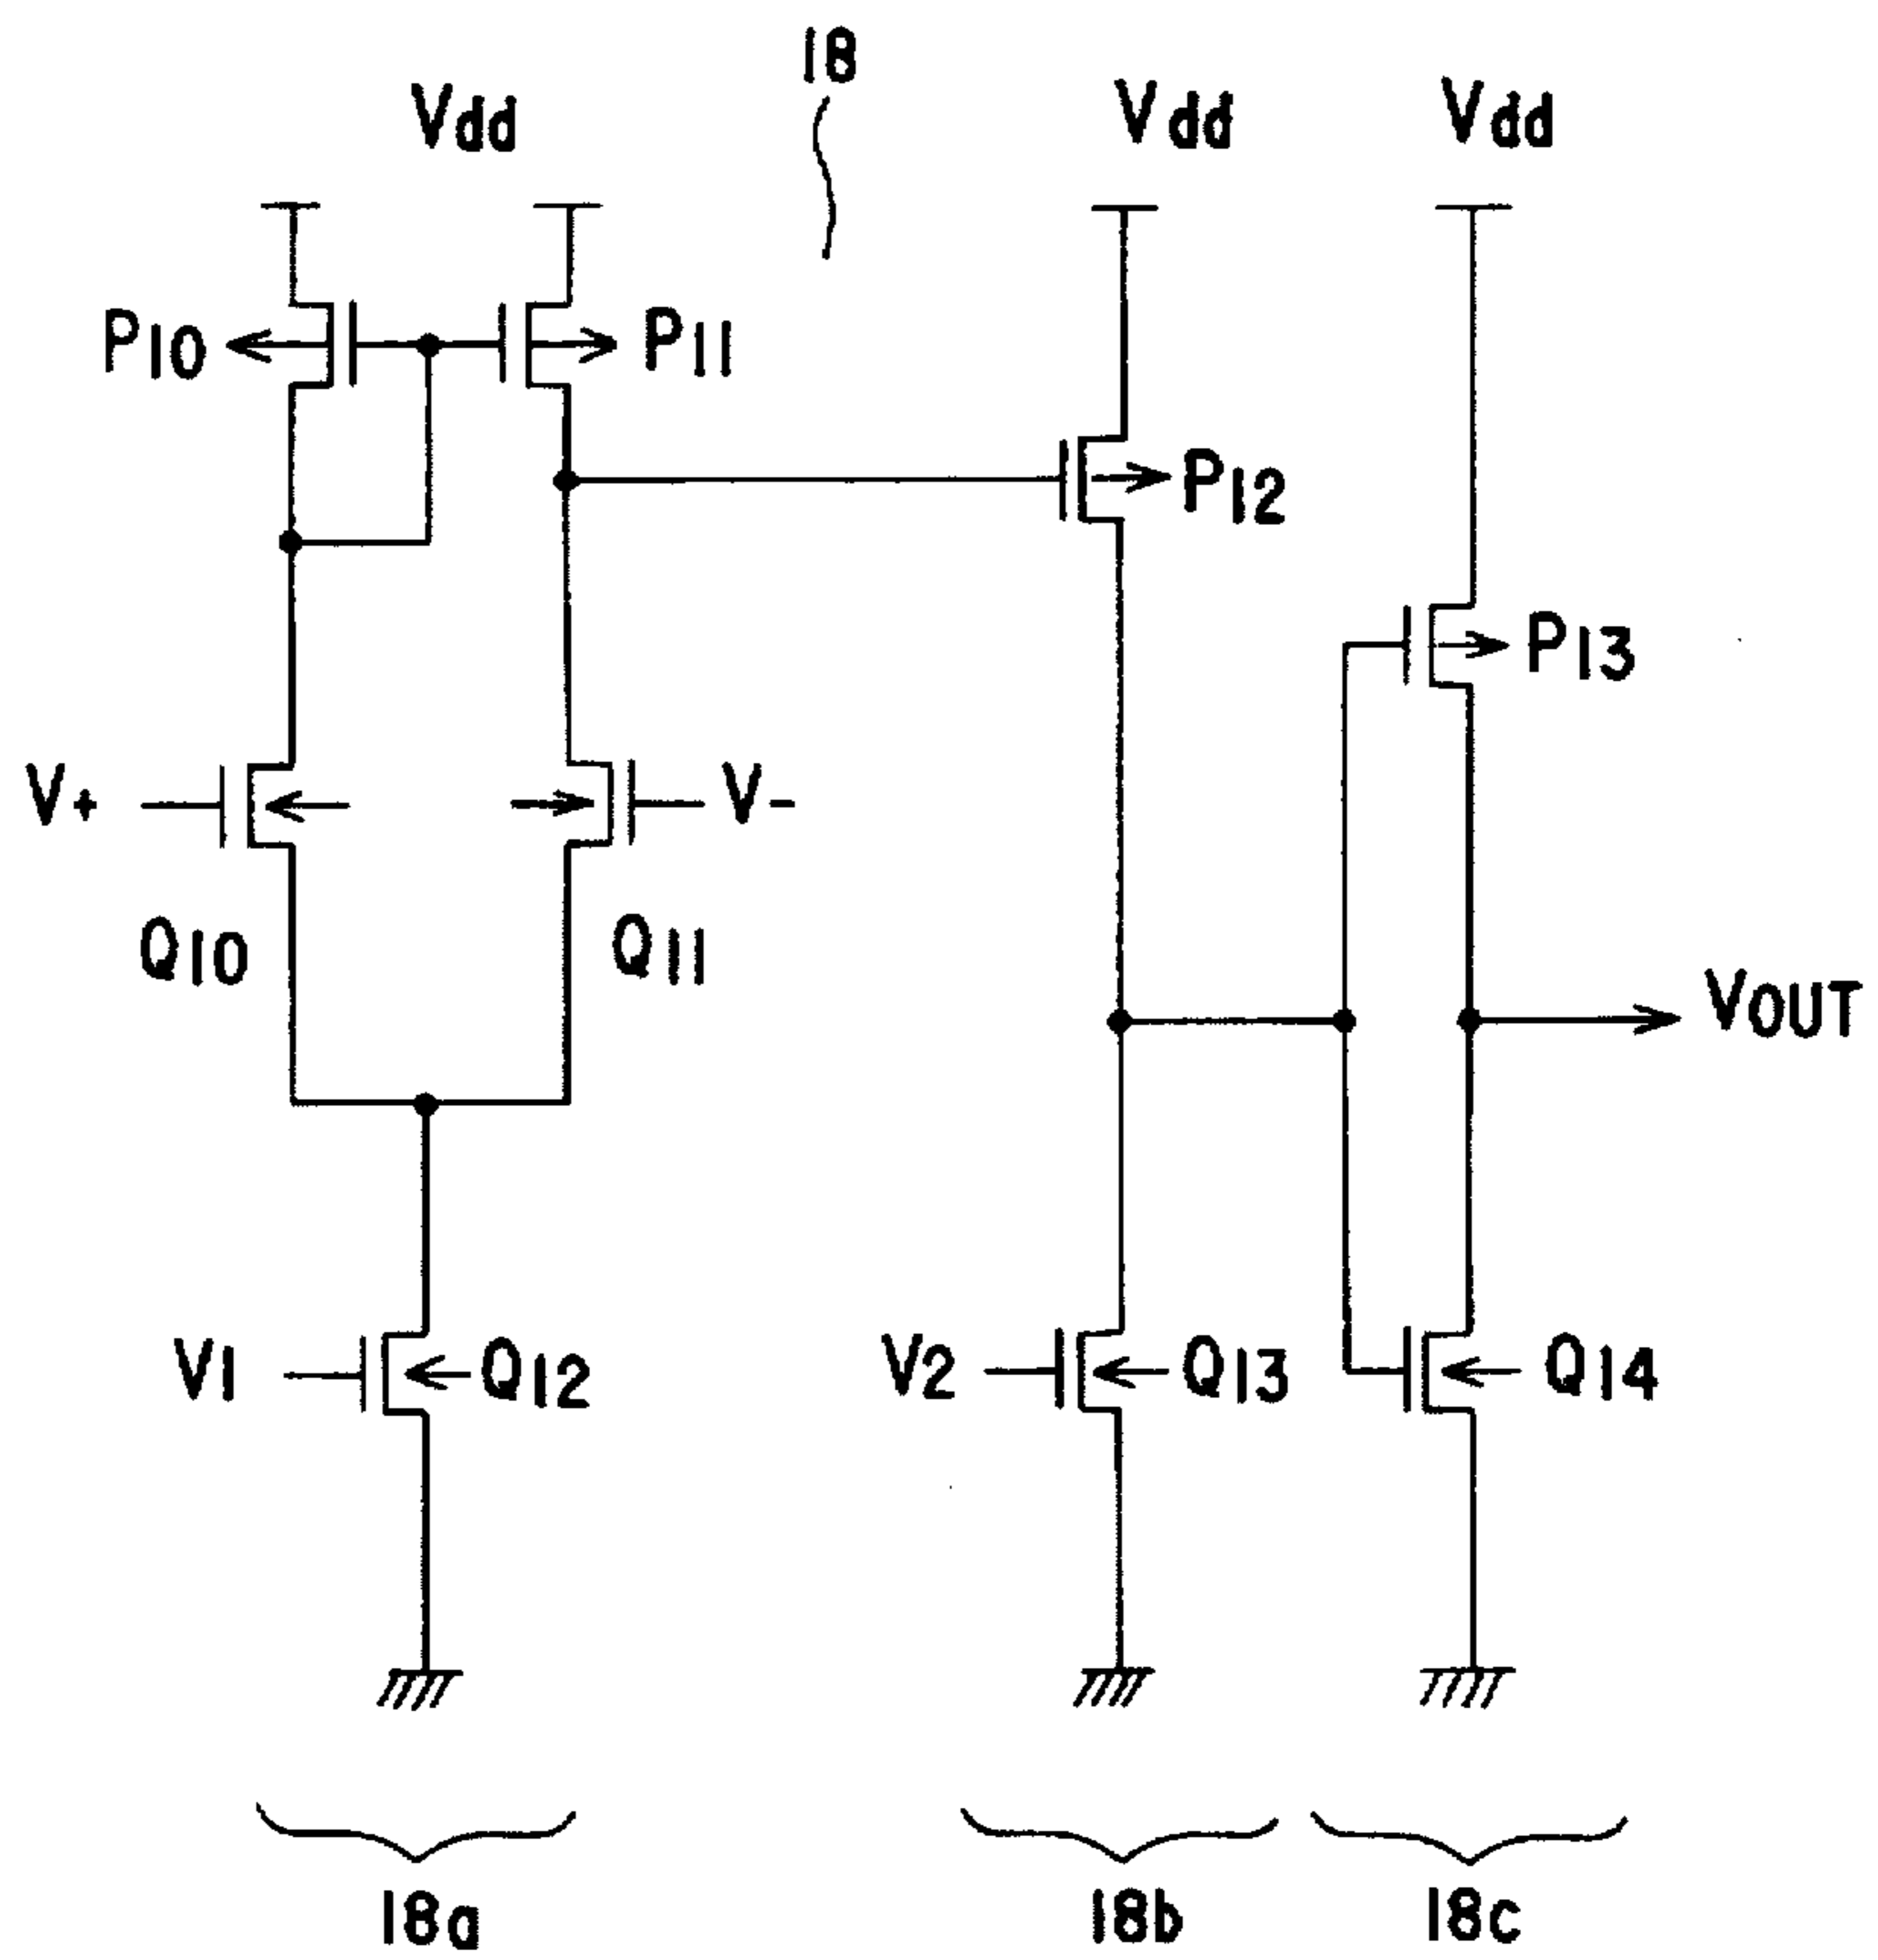 18
Vdd
Vdd
Vdd
P10
P11
P12
P13
V+
V-
Q10
Q11
VOUT
V1
Q12
V2
Q13
Q14
18a
18b
18c